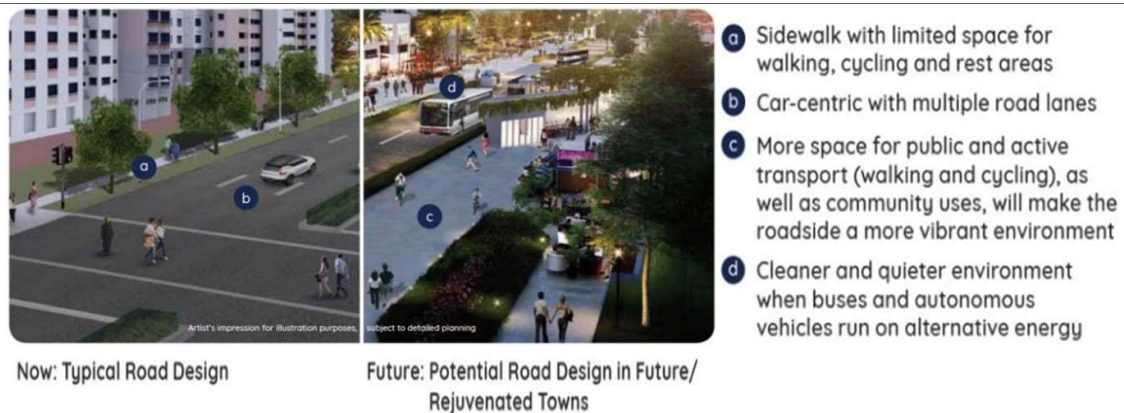 a Sidewalk with limited space for
walking, cycling and rest areas
b Car-centric with multiple road lanes
c More space for public and active
transport (walking and cycling), as
well as community uses, will make the
roadside a more vibrant environment
d Cleaner and quieter environment
when buses and autonomous
vehicles run on alternative energy
a
b
c
d
Artist's impression for illustration purposes, subject to detailed planning
Now: Typical Road Design
Future: Potential Road Design in Future/
Rejuvenated Towns